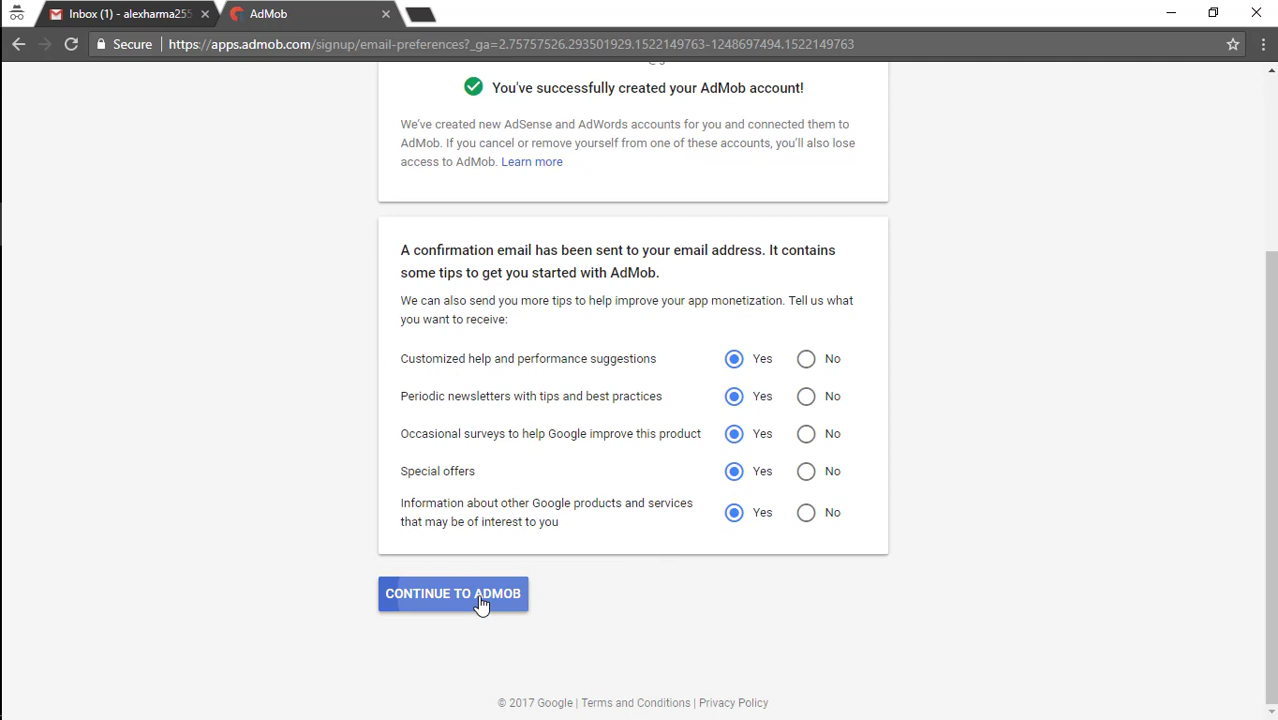 Inbox (1) - alexharma255
AdMob
Secure
https://apps.admob.com/signup/email-preferences?_ga=2.75757526.293501929.1522149763-1248697494.1522149763
You've successfully created your AdMob account!
We've created new AdSense and AdWords accounts for you and connected them to
AdMob. If you cancel or remove yourself from one of these accounts, you'll also lose
access to AdMob. Learn more
A confirmation email has been sent to your email address. It contains
some tips to get you started with AdMob.
We can also send you more tips to help improve your app monetization. Tell us what
you want to receive:
Customized help and performance suggestions Yes No
Periodic newsletters with tips and best practices Yes No
Occasional surveys to help Google improve this product Yes No
Special offers Yes No
Information about other Google products and services
that may be of interest to you Yes No
CONTINUE TO ADMOB
© 2017 Google | Terms and Conditions | Privacy Policy